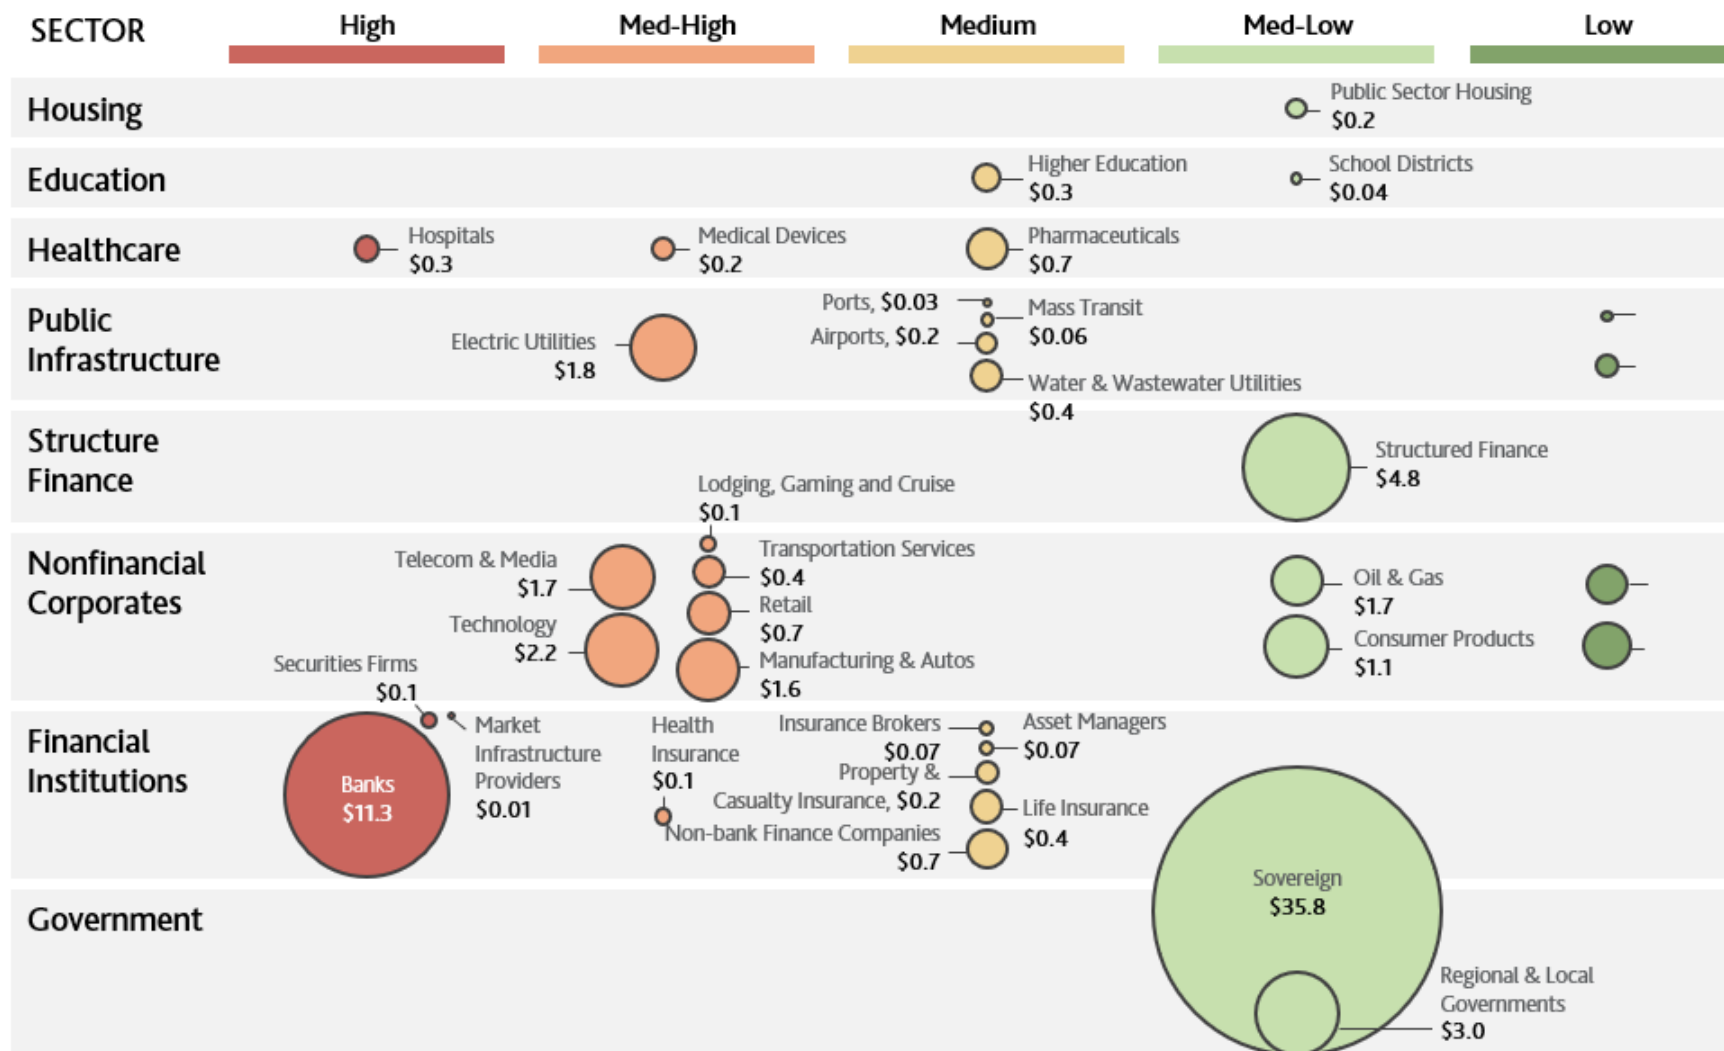 SECTOR
High
Med-High
Medium
Med-Low
Low
Housing
Public Sector Housing
$0.2
Education
Higher Education
$0.3
School Districts
$0.04
Healthcare
Hospitals
$0.3
Medical Devices
$0.2
Pharmaceuticals
$0.7
Public
Infrastructure
Electric Utilities
$1.8
Ports, $0.03
Mass Transit
$0.06
Airports, $0.2
Water & Wastewater Utilities
$0.4
Structure
Finance
Structured Finance
$4.8
Nonfinancial
Corporates
Lodging, Gaming and Cruise
$0.1
Telecom & Media
$1.7
Transportation Services
$0.4
Retail
$0.7
Technology
$2.2
Manufacturing & Autos
$1.6
Oil & Gas
$1.7
Consumer Products
$1.1
Financial
Institutions
Securities Firms
$0.1
Banks
$11.3
Market
Infrastructure
Providers
$0.01
Health
Insurance
$0.1
Insurance Brokers
$0.07
Asset Managers
$0.07
Property &
Casualty Insurance, $0.2
Life Insurance
$0.4
Non-bank Finance Companies
$0.7
Government
Sovereign
$35.8
Regional & Local
Governments
$3.0